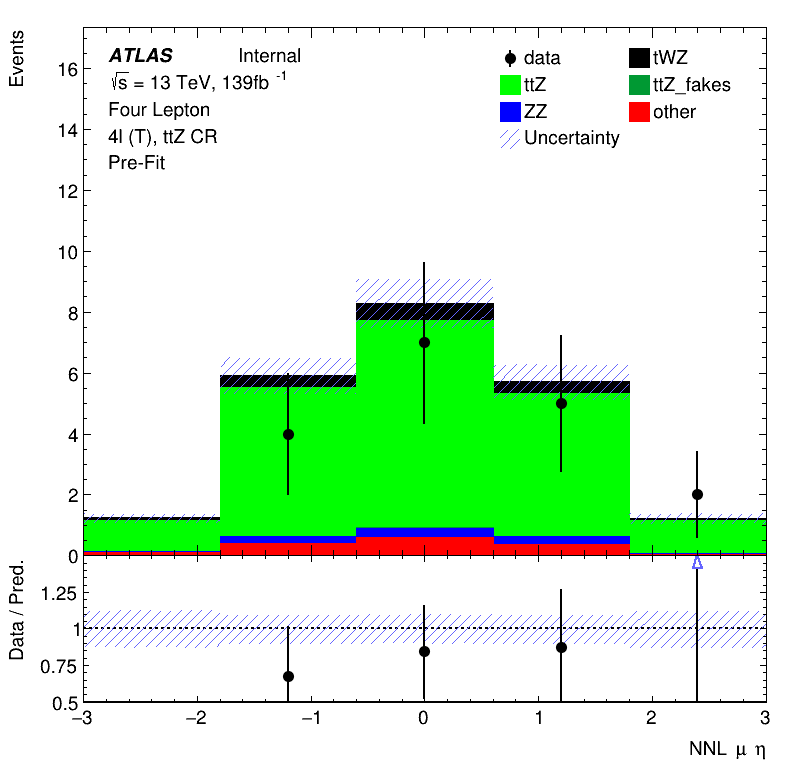 Events
ATLAS Internal
√s = 13 TeV, 139fb -1
Four Lepton
4l (T), ttZ CR
Pre-Fit
data
tWZ
ttZ
ttZ_fakes
ZZ
other
Uncertainty
16
14
12
10
8
6
4
2
0
Data / Pred.
1.25
1
0.75
0.5
−3 −2 −1 0 1 2 3
NNL μ η